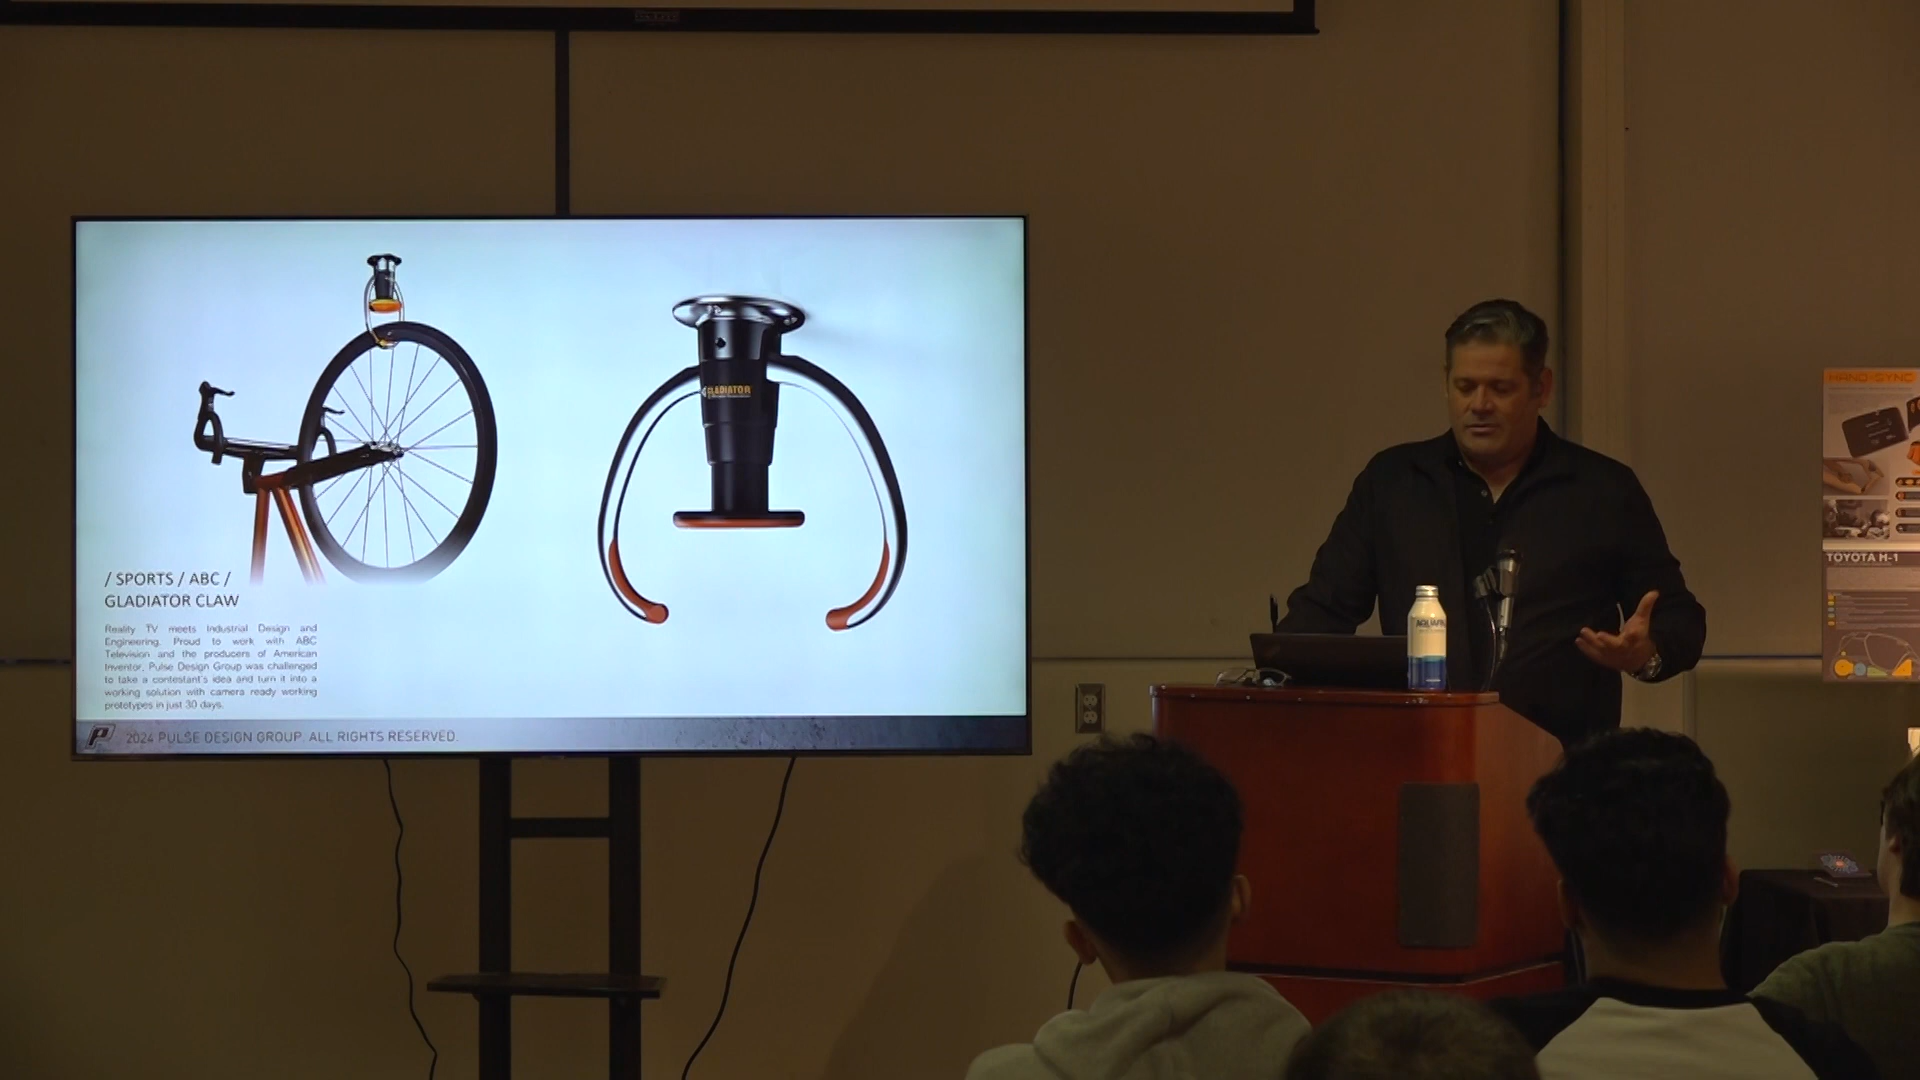 GLADIATOR
/ SPORTS / ABC /
GLADIATOR CLAW
Reality TV meets Industrial Design and
Engineering. Proud to work with ABC
Television and the producers of American
Inventor, Pulse Design Group was challenged
to take a contestant's idea and turn it into a
working solution with camera ready working
prototypes in just 30 days.
P 2024 PULSE DESIGN GROUP. ALL RIGHTS RESERVED.
HANDISYNC
TOYOTA H-1